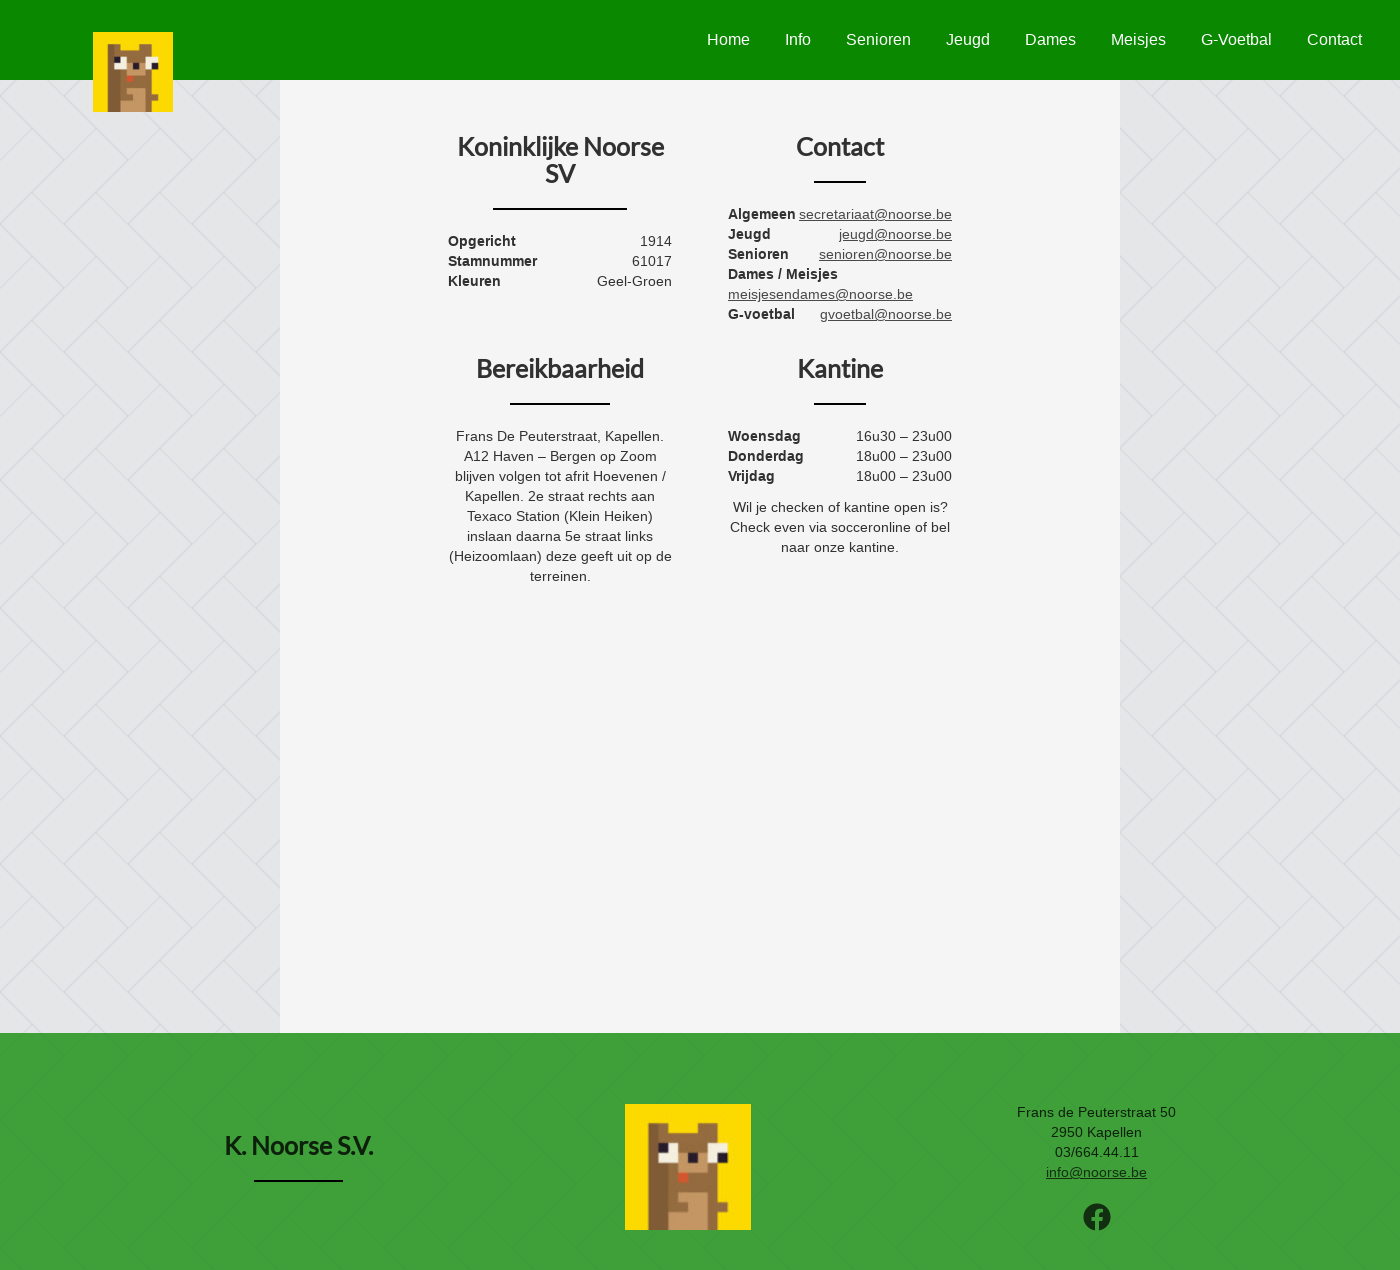 Home Info Senioren Jeugd Dames Meisjes G-Voetbal Contact
Koninklijke Noorse
SV
Opgericht 1914
Stamnummer 61017
Kleuren Geel-Groen
Contact
Algemeen secretariaat@noorse.be
Jeugd jeugd@noorse.be
Senioren senioren@noorse.be
Dames / Meisjes
meisjesendames@noorse.be
G-voetbal gvoetbal@noorse.be
Bereikbaarheid
Frans De Peuterstraat, Kapellen.
A12 Haven – Bergen op Zoom
blijven volgen tot afrit Hoevenen /
Kapellen. 2e straat rechts aan
Texaco Station (Klein Heiken)
inslaan daarna 5e straat links
(Heizoomlaan) deze geeft uit op de
terreinen.
Kantine
Woensdag 16u30 – 23u00
Donderdag 18u00 – 23u00
Vrijdag 18u00 – 23u00
Wil je checken of kantine open is?
Check even via socceronline of bel
naar onze kantine.
K. Noorse S.V.
Frans de Peuterstraat 50
2950 Kapellen
03/664.44.11
info@noorse.be